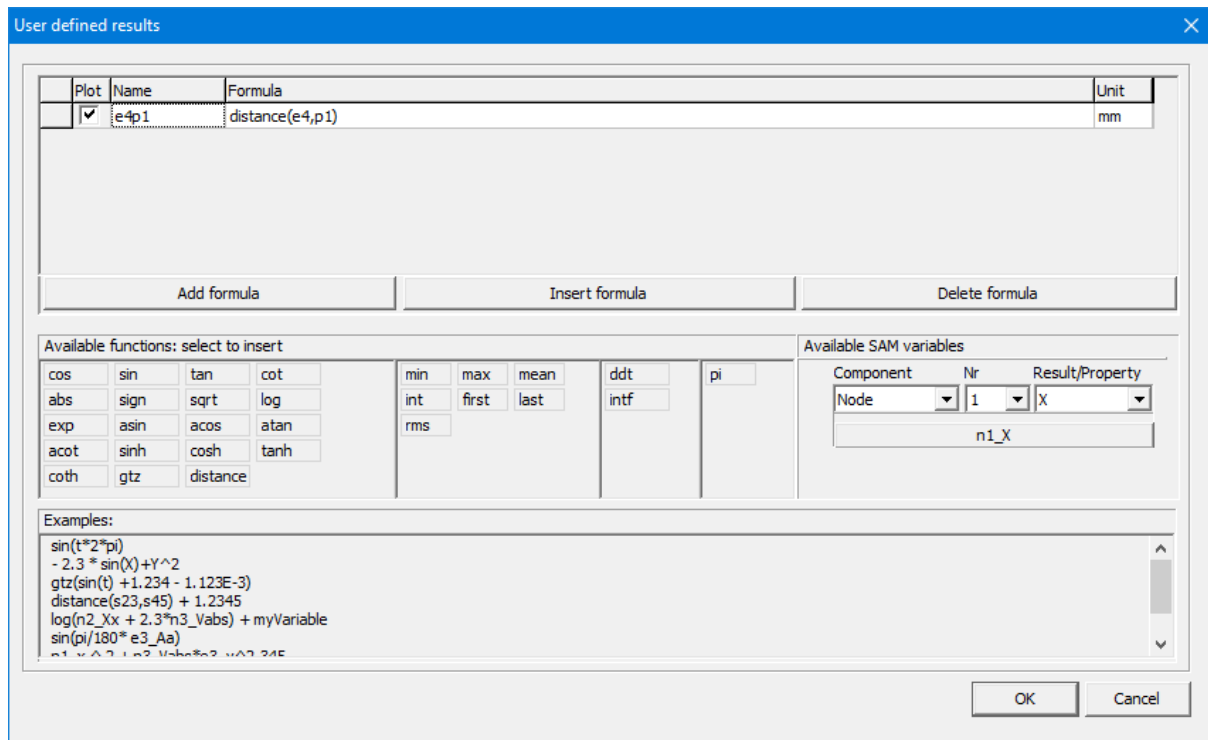 User defined results
Plot Name Formula Unit
e4p1 distance(e4,p1) mm
Add formula Insert formula Delete formula
Available functions: select to insert Available SAM variables
cos sin tan cot min max mean ddt pi Component Nr Result/Property
abs sign sqrt log int first last intf Node 1 X
exp asin acos atan rms n1_X
acot sinh cosh tanh
coth gtz distance
Examples:
sin(t*2*pi)
- 2.3 * sin(X)+Y^2
gtz(sin(t) +1.234 - 1.123E-3)
distance(s23,s45) + 1.2345
log(n2_Xx + 2.3*n3_Vabs) + myVariable
sin(pi/180* e3_Aa)
OK Cancel